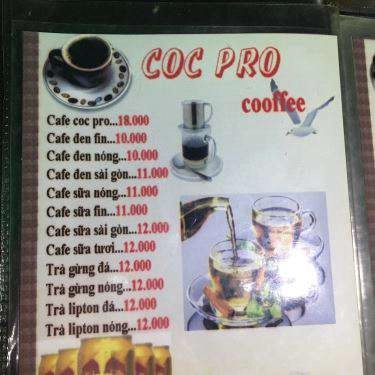 COC PRO
cooffee
Cafe coc pro...18.000
Cafe đen fin...10.000
Cafe đen nóng...10.000
Cafe đen sài gòn...11.000
Cafe sữa nóng...11.000
Cafe sữa fin...11.000
Cafe sữa sài gòn...12.000
Cafe sữa tươi...12.000
Trà gừng đá...12.000
Trà gừng nóng...12.000
Trà lipton đá...12.000
Trà lipton nóng...12.000